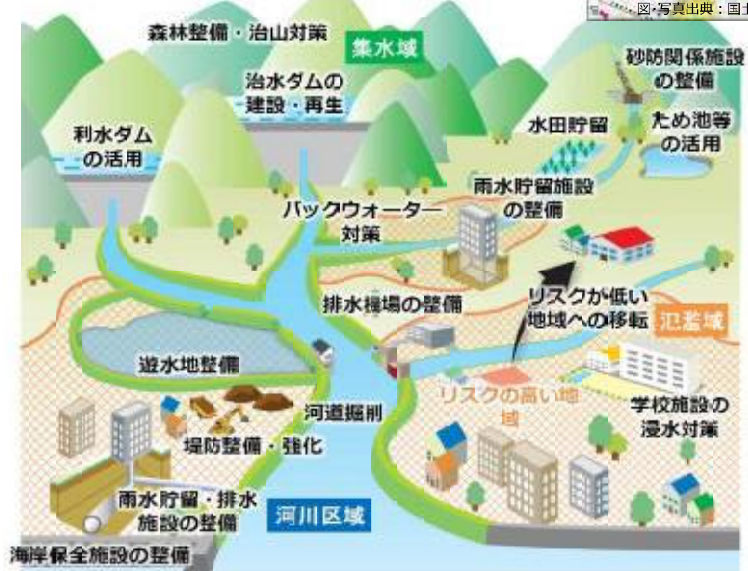 図・写真出典：国土
森林整備・治山対策
集水域
砂防関係施設
の整備
治水ダムの
建設・再生
利水ダム
の活用
水田貯留
ため池等
の活用
雨水貯留施設
の整備
バックウォーター
対策
排水機場の整備
リスクが低い
地域への移転
氾濫域
遊水地整備
リスクの高い地
域
学校施設の
浸水対策
河道掘削
堤防整備・強化
雨水貯留・排水
施設の整備
河川区域
海岸保全施設の整備